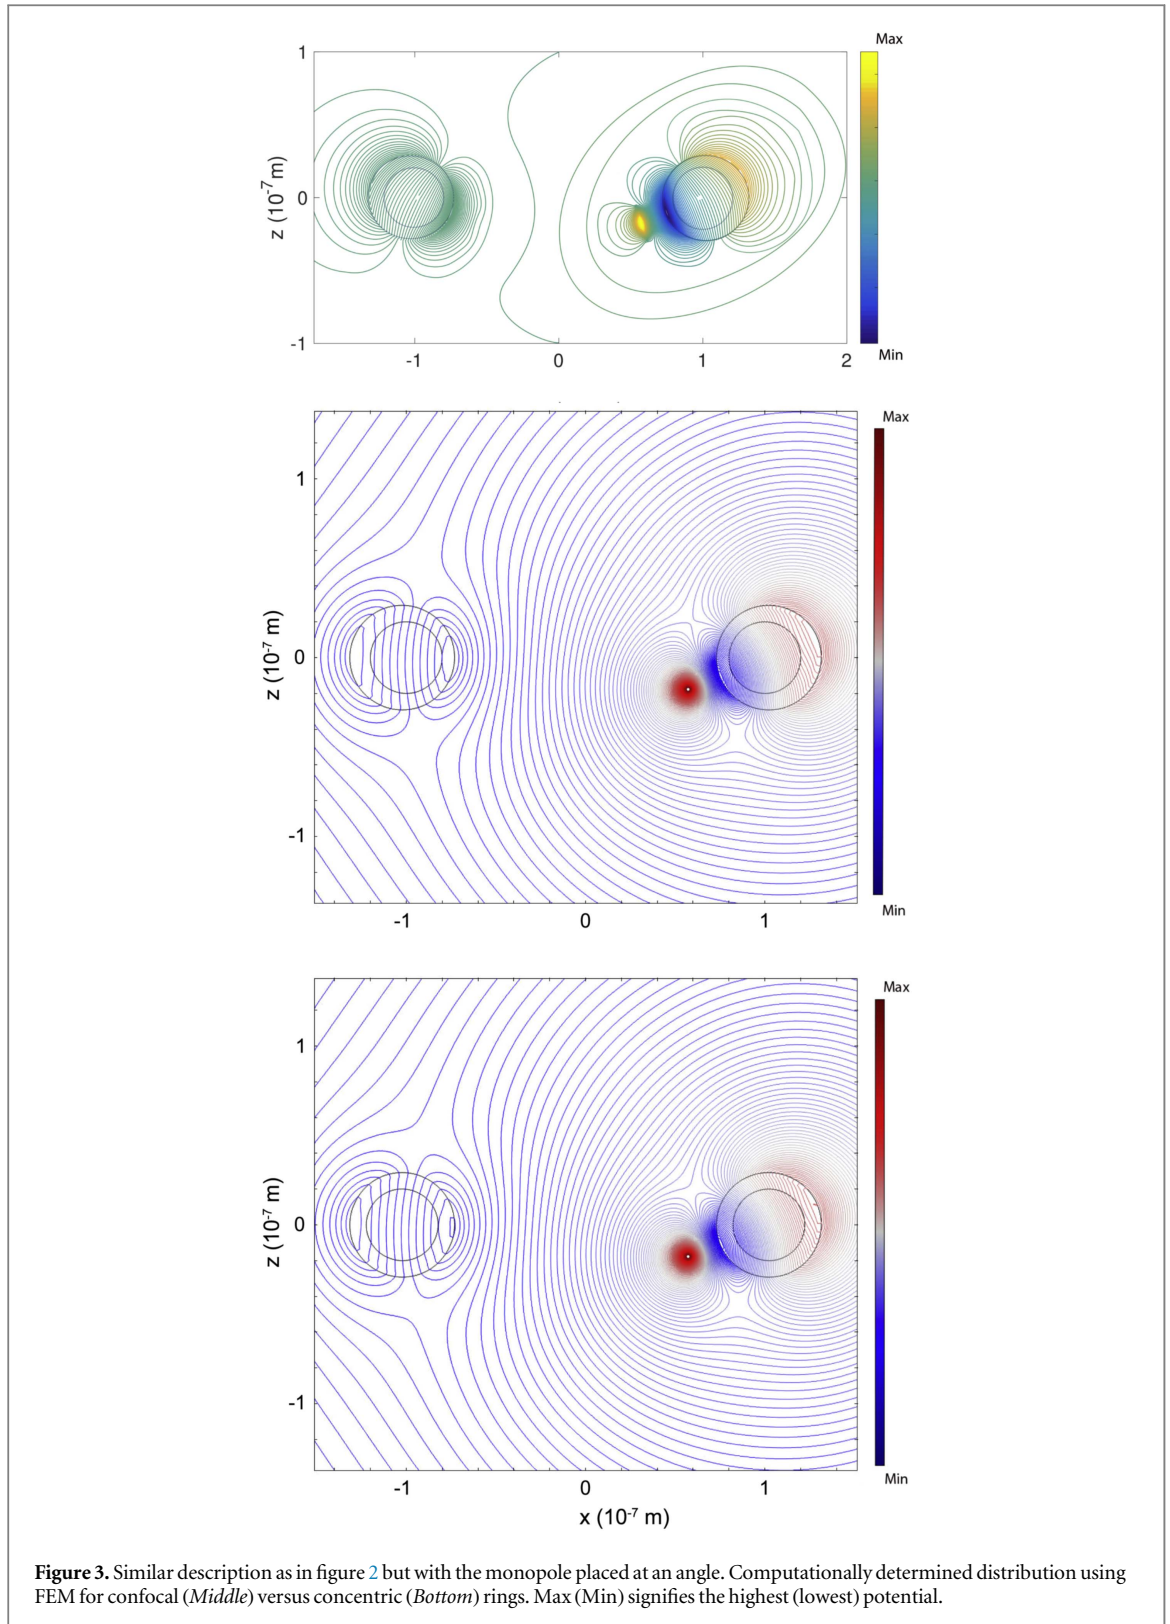 Max
1
0
-1
z (10⁻⁷m)
-1
0
1
2
Min
Max
1
0
-1
z (10⁻⁷ m)
-1
0
1
Min
Max
1
0
-1
z (10⁻⁷ m)
-1
0
1
Min
x (10⁻⁷ m)
Figure 3. Similar description as in figure 2 but with the monopole placed at an angle. Computationally determined distribution using
FEM for confocal (Middle) versus concentric (Bottom) rings. Max (Min) signifies the highest (lowest) potential.